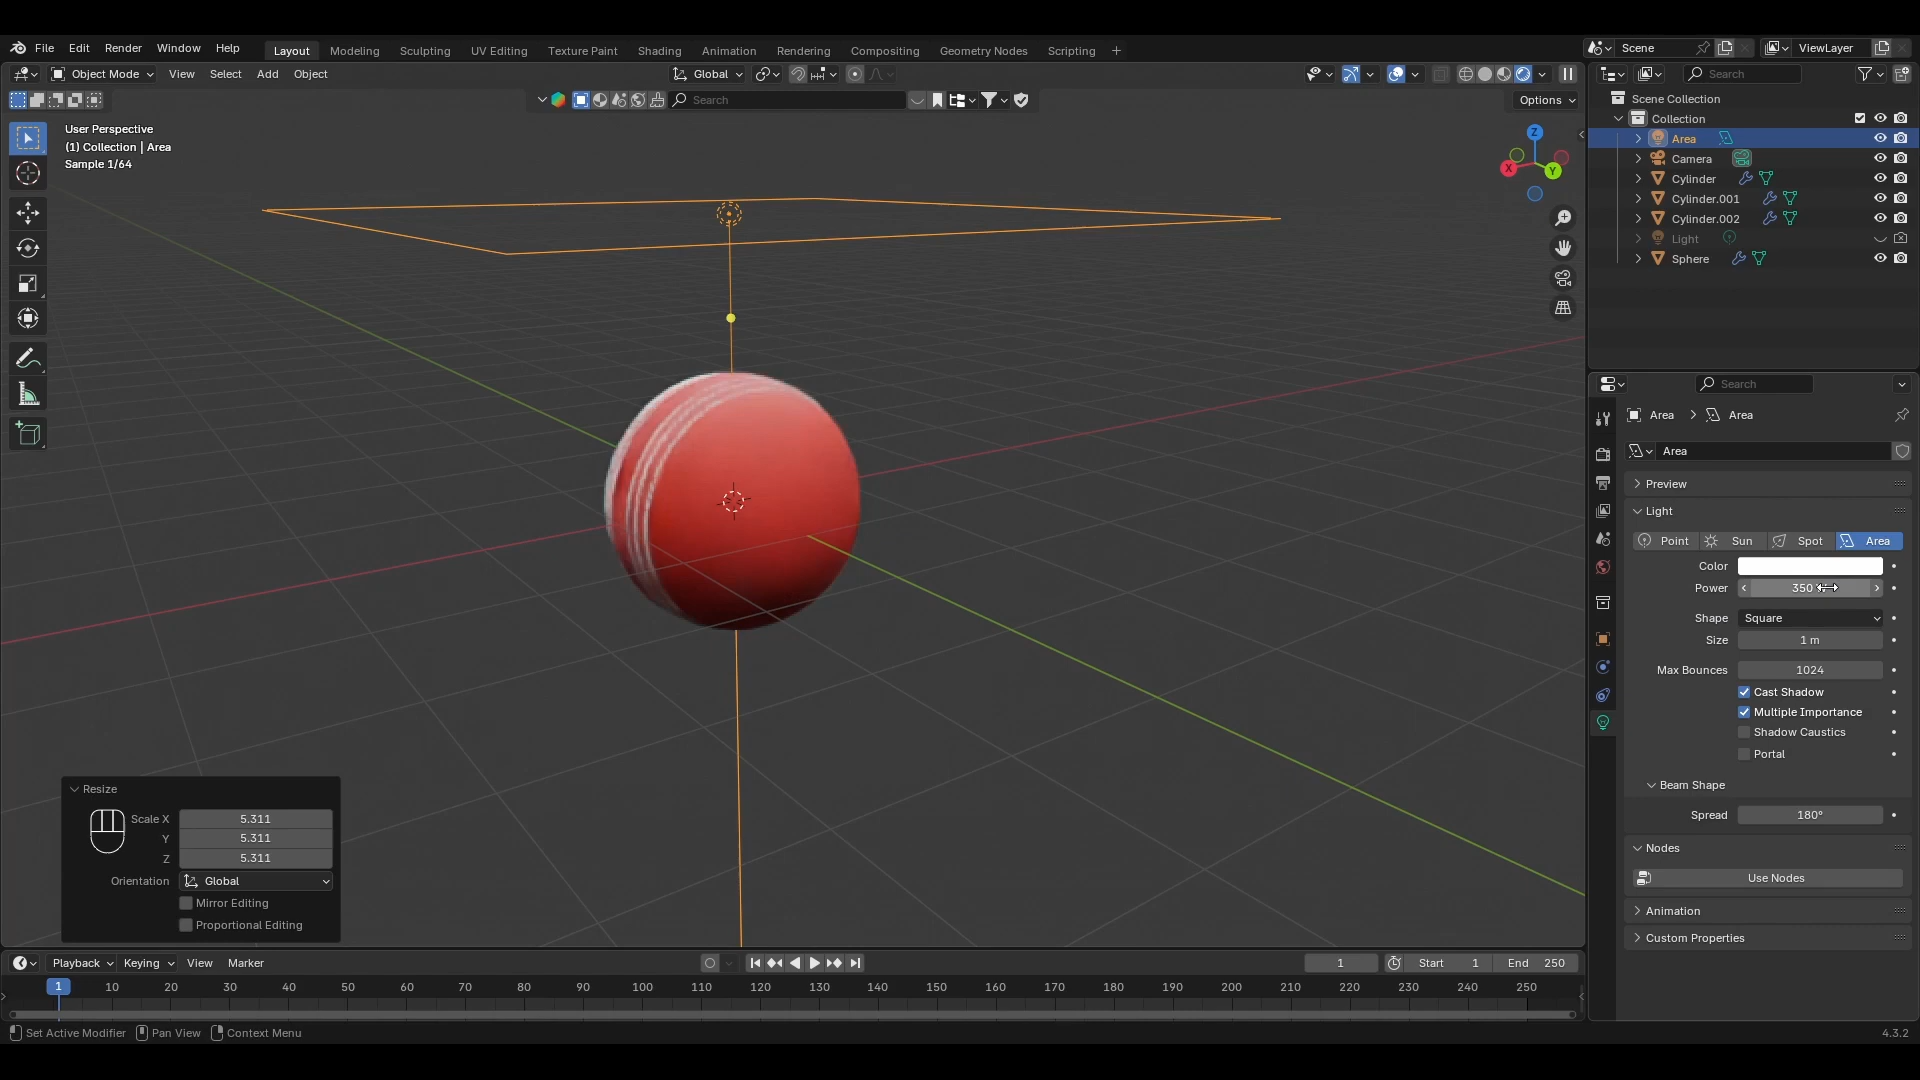 File Edit Render Window Help
Layout Modeling Sculpting UV Editing Texture Paint Shading Animation Rendering Compositing Geometry Nodes Scripting +
Scene ViewLayer
Object Mode View Select Add Object
Global
Search
Search
Options
User Perspective
(1) Collection | Area
Sample 1/64
Z
X
Y
Scene Collection
Collection
Area
Camera
Cylinder
Cylinder.001
Cylinder.002
Light
Sphere
Search
Area > Area
Area
Preview
Light
Point Sun Spot Area
Color
Power 350
Shape Square
Size 1 m
Max Bounces 1024
Cast Shadow
Multiple Importance
Shadow Caustics
Portal
Beam Shape
Spread 180°
Nodes
Use Nodes
Animation
Custom Properties
Resize
Scale X 5.311
Y 5.311
Z 5.311
Orientation Global
Mirror Editing
Proportional Editing
Playback Keying View Marker
1 Start 1 End 250
1 10 20 30 40 50 60 70 80 90 100 110 120 130 140 150 160 170 180 190 200 210 220 230 240 250
Set Active Modifier Pan View Context Menu
4.3.2